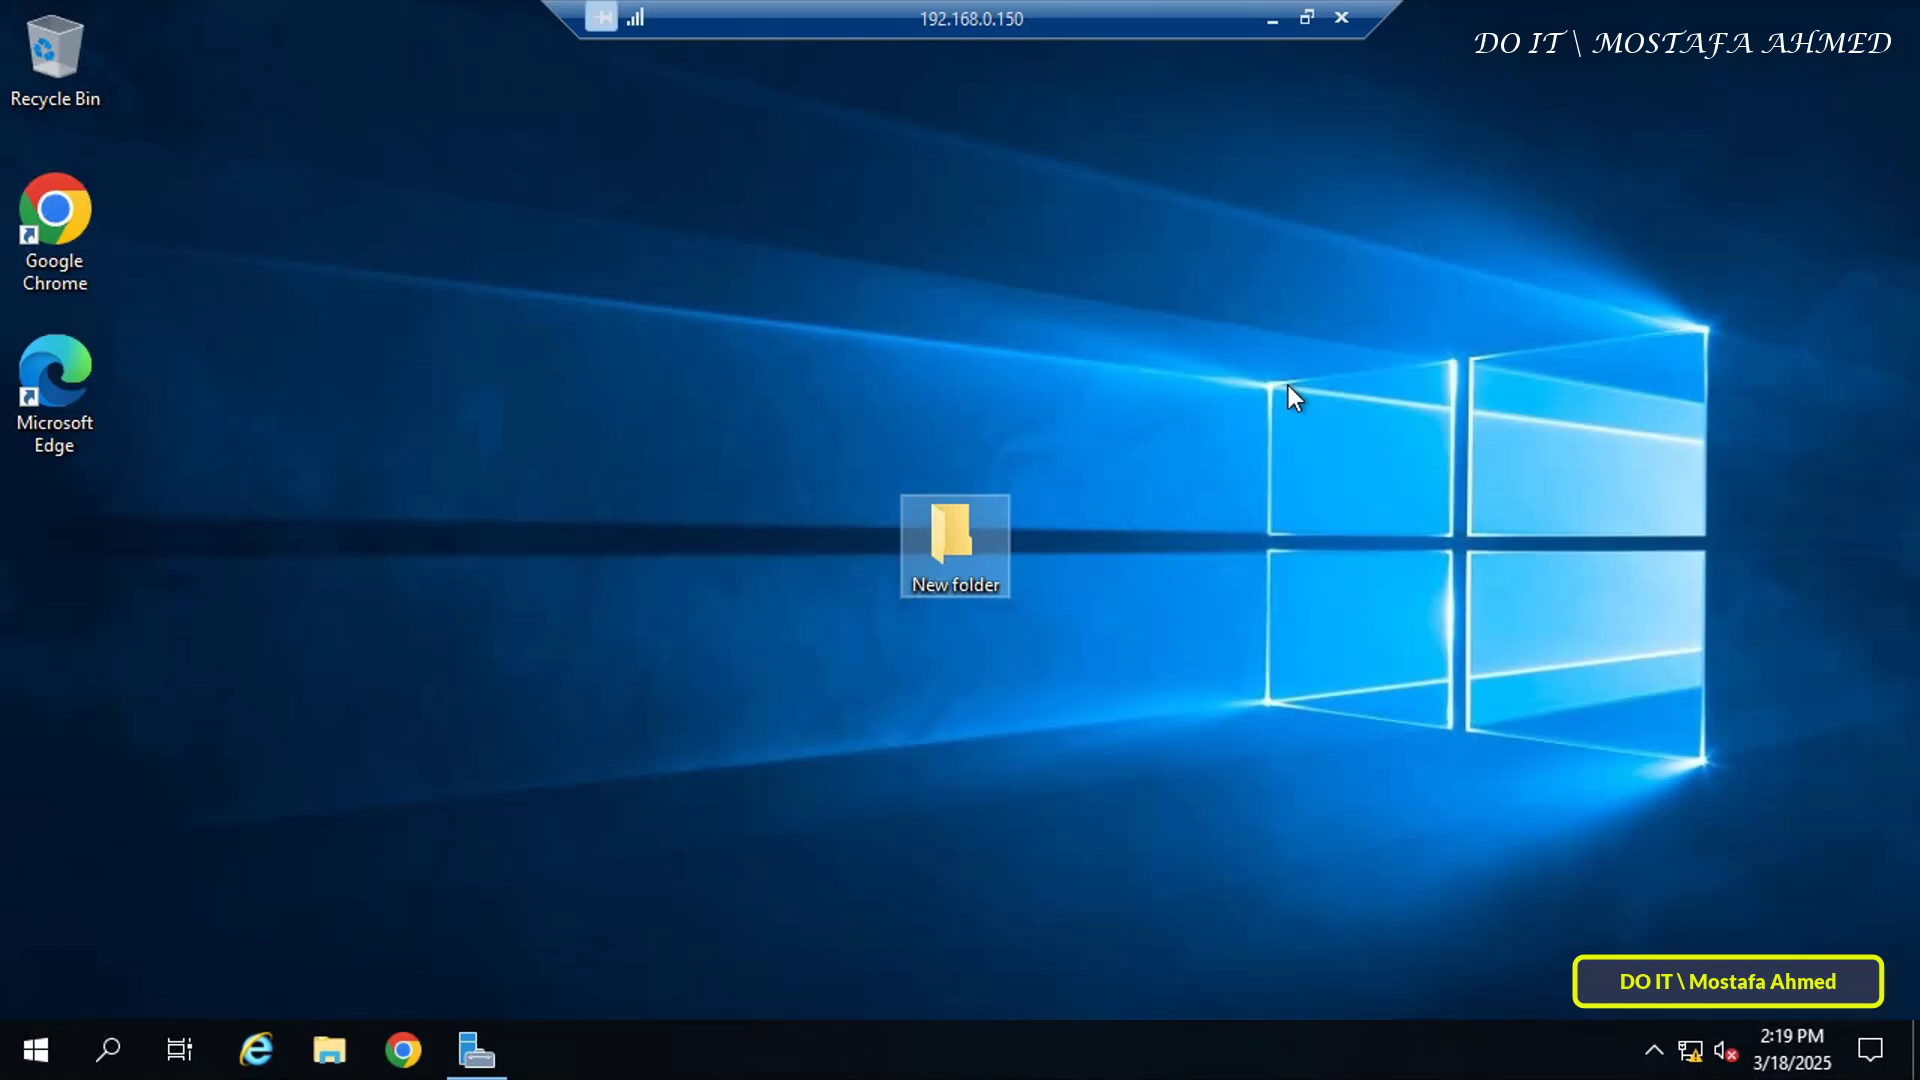 192.168.0.150
DO IT \ MOSTAFA AHMED
Recycle Bin
Google
Chrome
Microsoft
Edge
New folder
DO IT \ Mostafa Ahmed
2:19 PM
3/18/2025